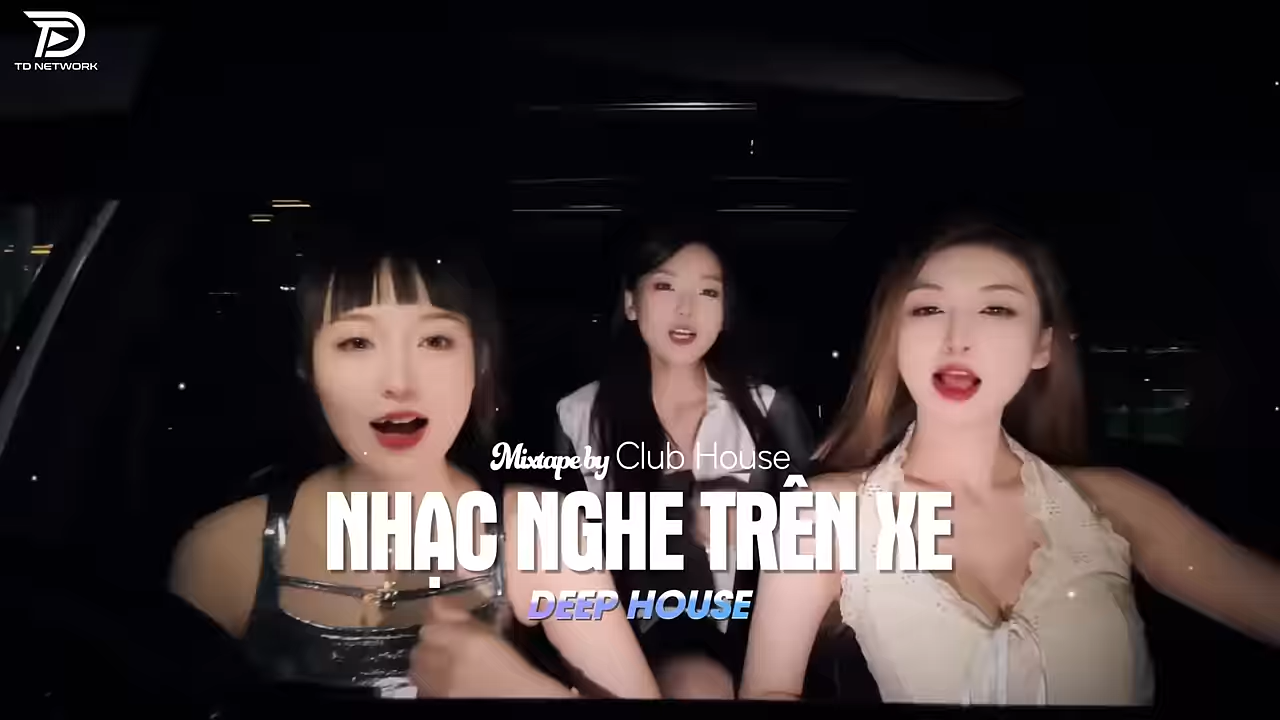 TD NETWORK
Mixtape by Club House
NHẠC NGHE TRÊN XE
DEEP HOUSE